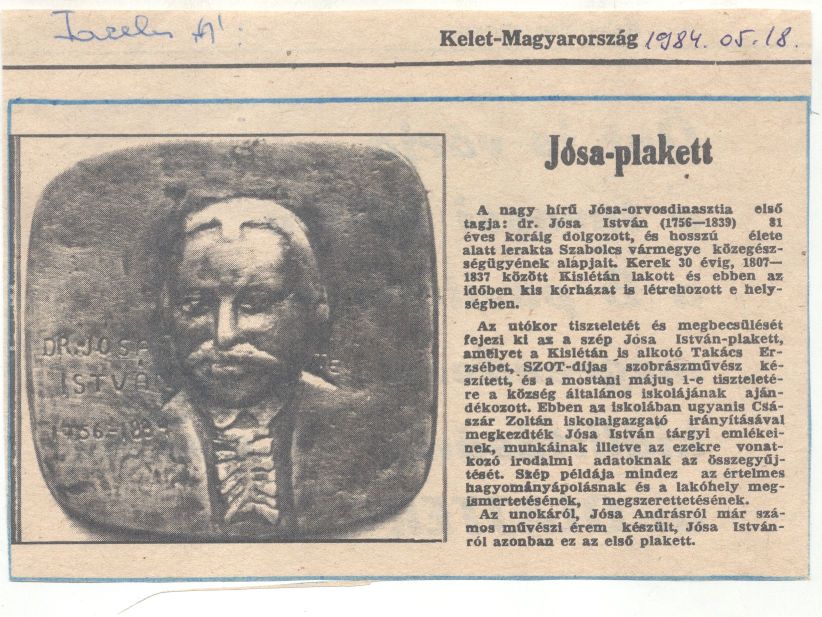 Kelet-Magyarország 1984. 05. 18.
Jósa-plakett
A nagy hírű Jósa-orvosdinasztia első
tagja: dr. Jósa István (1756—1839) 81
éves koráig dolgozott, és hosszú élete
alatt lerakta Szabolcs vármegye közegész-
ségügyének alapjait. Kerek 30 évig, 1807—
1837 között Kislétán lakott és ebben az
időben kis kórházat is létrehozott e hely-
ségben.
Az utókor tiszteletét és megbecsülését
fejezi ki az a szép Jósa István-plakett,
amelyet a Kislétán is alkotó Takács Er-
zsébet, SZOT-díjas szobrászművész ké-
szített, és a mostani május 1-e tiszteleté-
re a község általános iskolájának aján-
dékozott. Ebben az iskolában ugyanis Csá-
szár Zoltán iskolaigazgató irányításával
megkezdték Jósa István tárgyi emlékei-
nek, munkáinak illetve az ezekre vonat-
kozó irodalmi adatoknak az összegyűj-
tését. Szép példája mindez az értelmes
hagyományápolásnak és a lakóhely meg-
ismertetésének, megszerettetésének.
Az unokáról, Jósa Andrásról már szá-
mos művészi érem készült, Jósa István-
ról azonban ez az első plakett.
DR. JÓSA
ISTVÁN
1756-1839